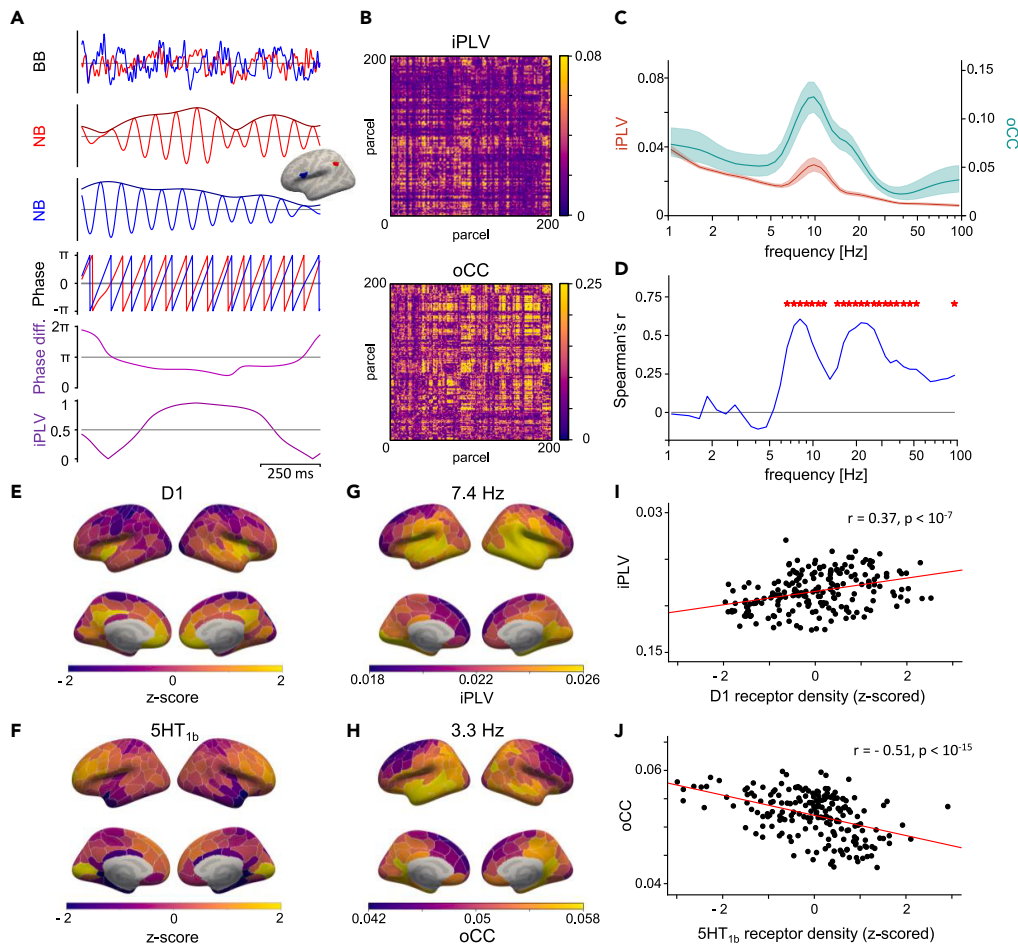 A
BB
NB
NB
Phase
π
0
-π
Phase diff.
2π
π
0
iPLV
1
0.5
0
250 ms
B
iPLV
200
parcel
0.08
0
0
200
parcel
oCC
200
parcel
0.25
0
0
200
parcel
C
0.08
0.04
0
iPLV
0.15
0.10
0.05
0
oCC
1 2 5 10 20 50 100
frequency [Hz]
D
0.75
0.5
0.25
0
Spearman's r
1 2 5 10 20 50 100
frequency [Hz]
E
D1
- 2 0 2
z-score
F
5HT1b
- 2 0 2
z-score
G
7.4 Hz
0.018 0.022 0.026
iPLV
H
3.3 Hz
0.042 0.05 0.058
oCC
I
0.03
iPLV
0.15
r = 0.37, p < 10-7
-2 0 2
D1 receptor density (z-scored)
J
0.06
oCC
0.04
r = - 0.51, p < 10-15
-2 0 2
5HT1b receptor density (z-scored)